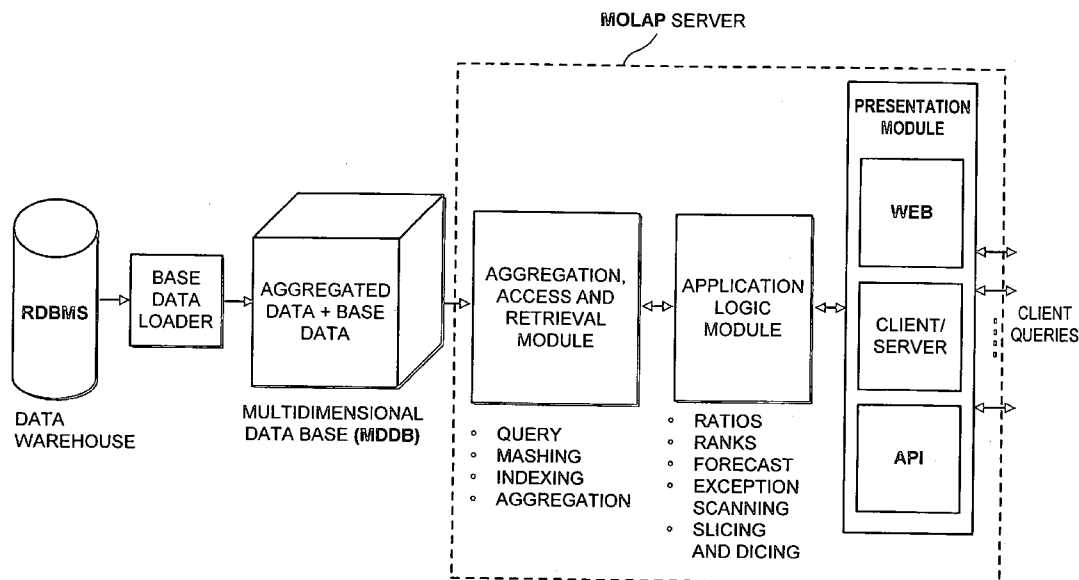 MOLAP SERVER
RDBMS
DATA
WAREHOUSE
BASE
DATA
LOADER
AGGREGATED
DATA + BASE
DATA
MULTIDIMENSIONAL
DATA BASE (MDDB)
AGGREGATION,
ACCESS AND
RETRIEVAL
MODULE
QUERY
MASHING
INDEXING
AGGREGATION
APPLICATION
LOGIC
MODULE
RATIOS
RANKS
FORECAST
EXCEPTION
SCANNING
SLICING
AND DICING
PRESENTATION
MODULE
WEB
CLIENT/
SERVER
API
CLIENT
QUERIES